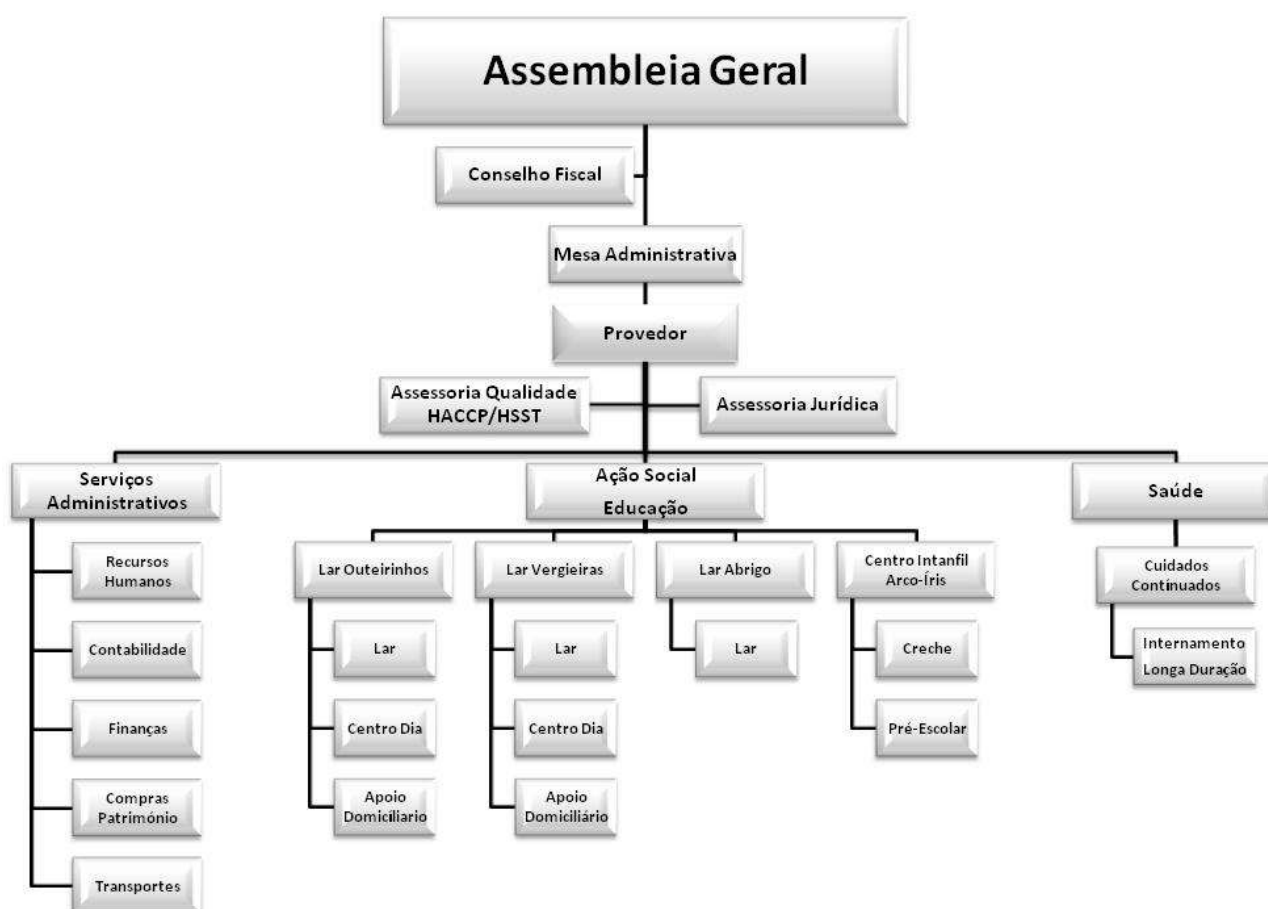 Assembleia Geral
Conselho Fiscal
Mesa Administrativa
Provedor
Assessoria Qualidade
HACCP/HSST
Assessoria Jurídica
Serviços
Administrativos
Ação Social
Educação
Saúde
Recursos
Humanos
Contabilidade
Finanças
Compras
Património
Transportes
Lar Outeirinhos
Lar
Centro Dia
Apoio
Domiciliario
Lar Vergieiras
Lar
Centro Dia
Apoio
Domiciliário
Lar Abrigo
Lar
Centro Intanfil
Arco-Íris
Creche
Pré-Escolar
Cuidados
Continuados
Internamento
Longa Duração